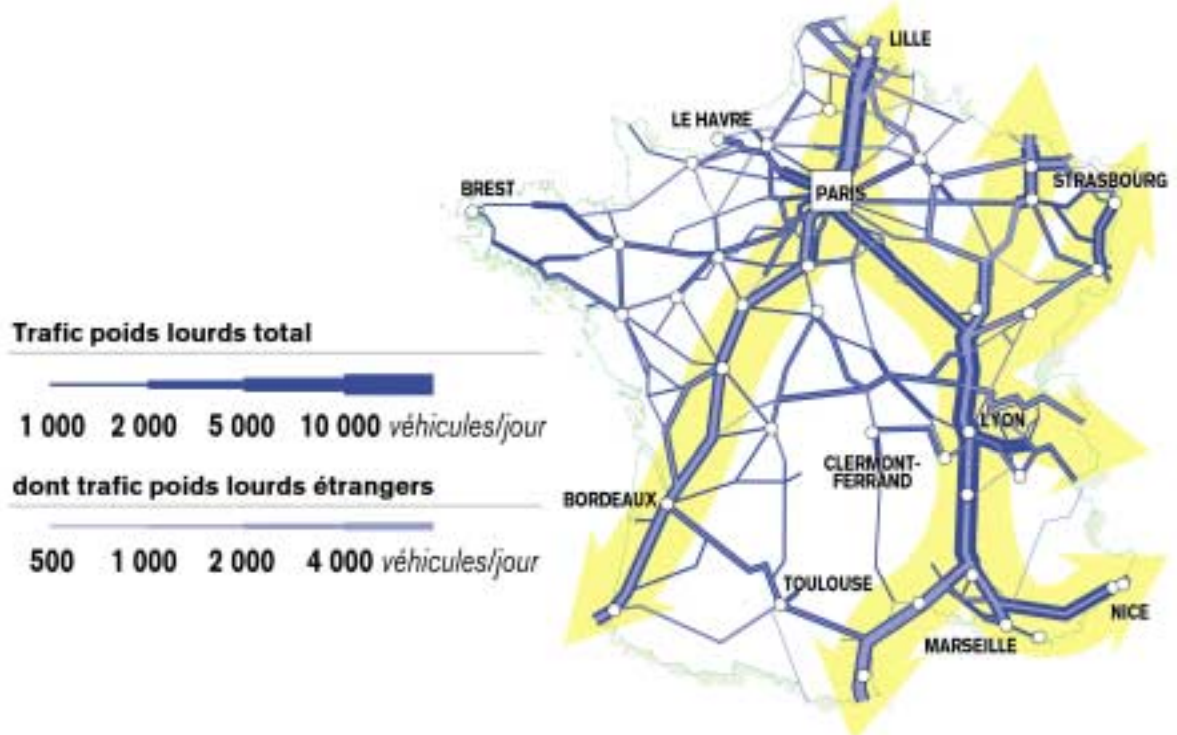 Trafic poids lourds total
1 000 2 000 5 000 10 000 véhicules/jour
dont trafic poids lourds étrangers
500 1 000 2 000 4 000 véhicules/jour
LILLE
LE HAVRE
PARIS
STRASBOURG
BREST
LYON
CLERMONT-
FERRAND
BORDEAUX
TOULOUSE
NICE
MARSEILLE